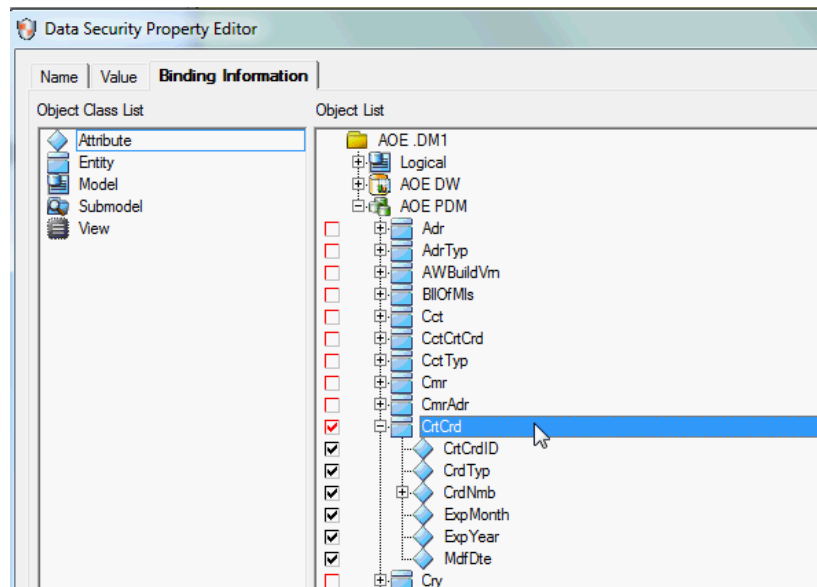 Data Security Property Editor
Name Value Binding Information
Object Class List
Attribute
Entity
Model
Submodel
View
Object List
AOE .DM1
Logical
AOE DW
AOE PDM
Adr
AdrTyp
AWBuildVrn
BllOfMls
Cct
CctCrtCrd
CctTyp
Cmr
CmrAdr
CrtCrd
CrtCrdID
CrdTyp
CrdNmb
ExpMonth
ExpYear
MdfDte
Cry